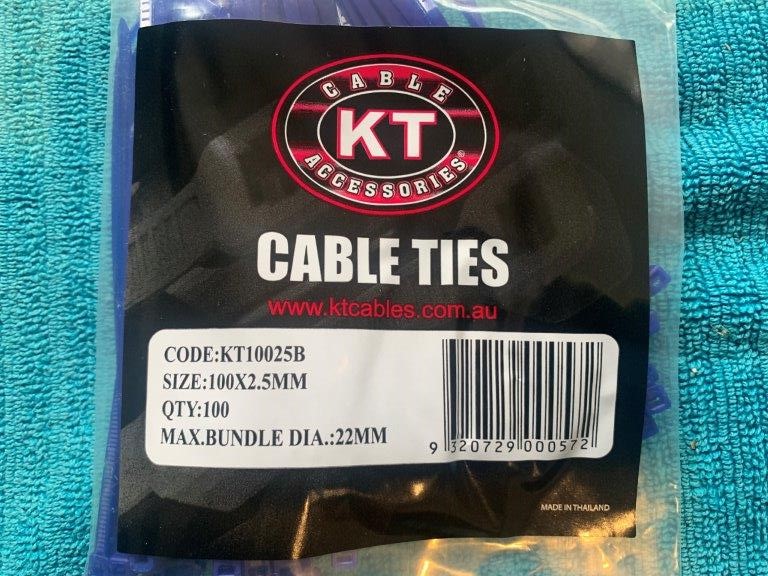 CABLE
KT
ACCESSORIES®
CABLE TIES
www.ktcables.com.au
CODE:KT10025B
SIZE:100X2.5MM
QTY:100
MAX.BUNDLE DIA.:22MM
9 320729 000572
MADE IN THAILAND